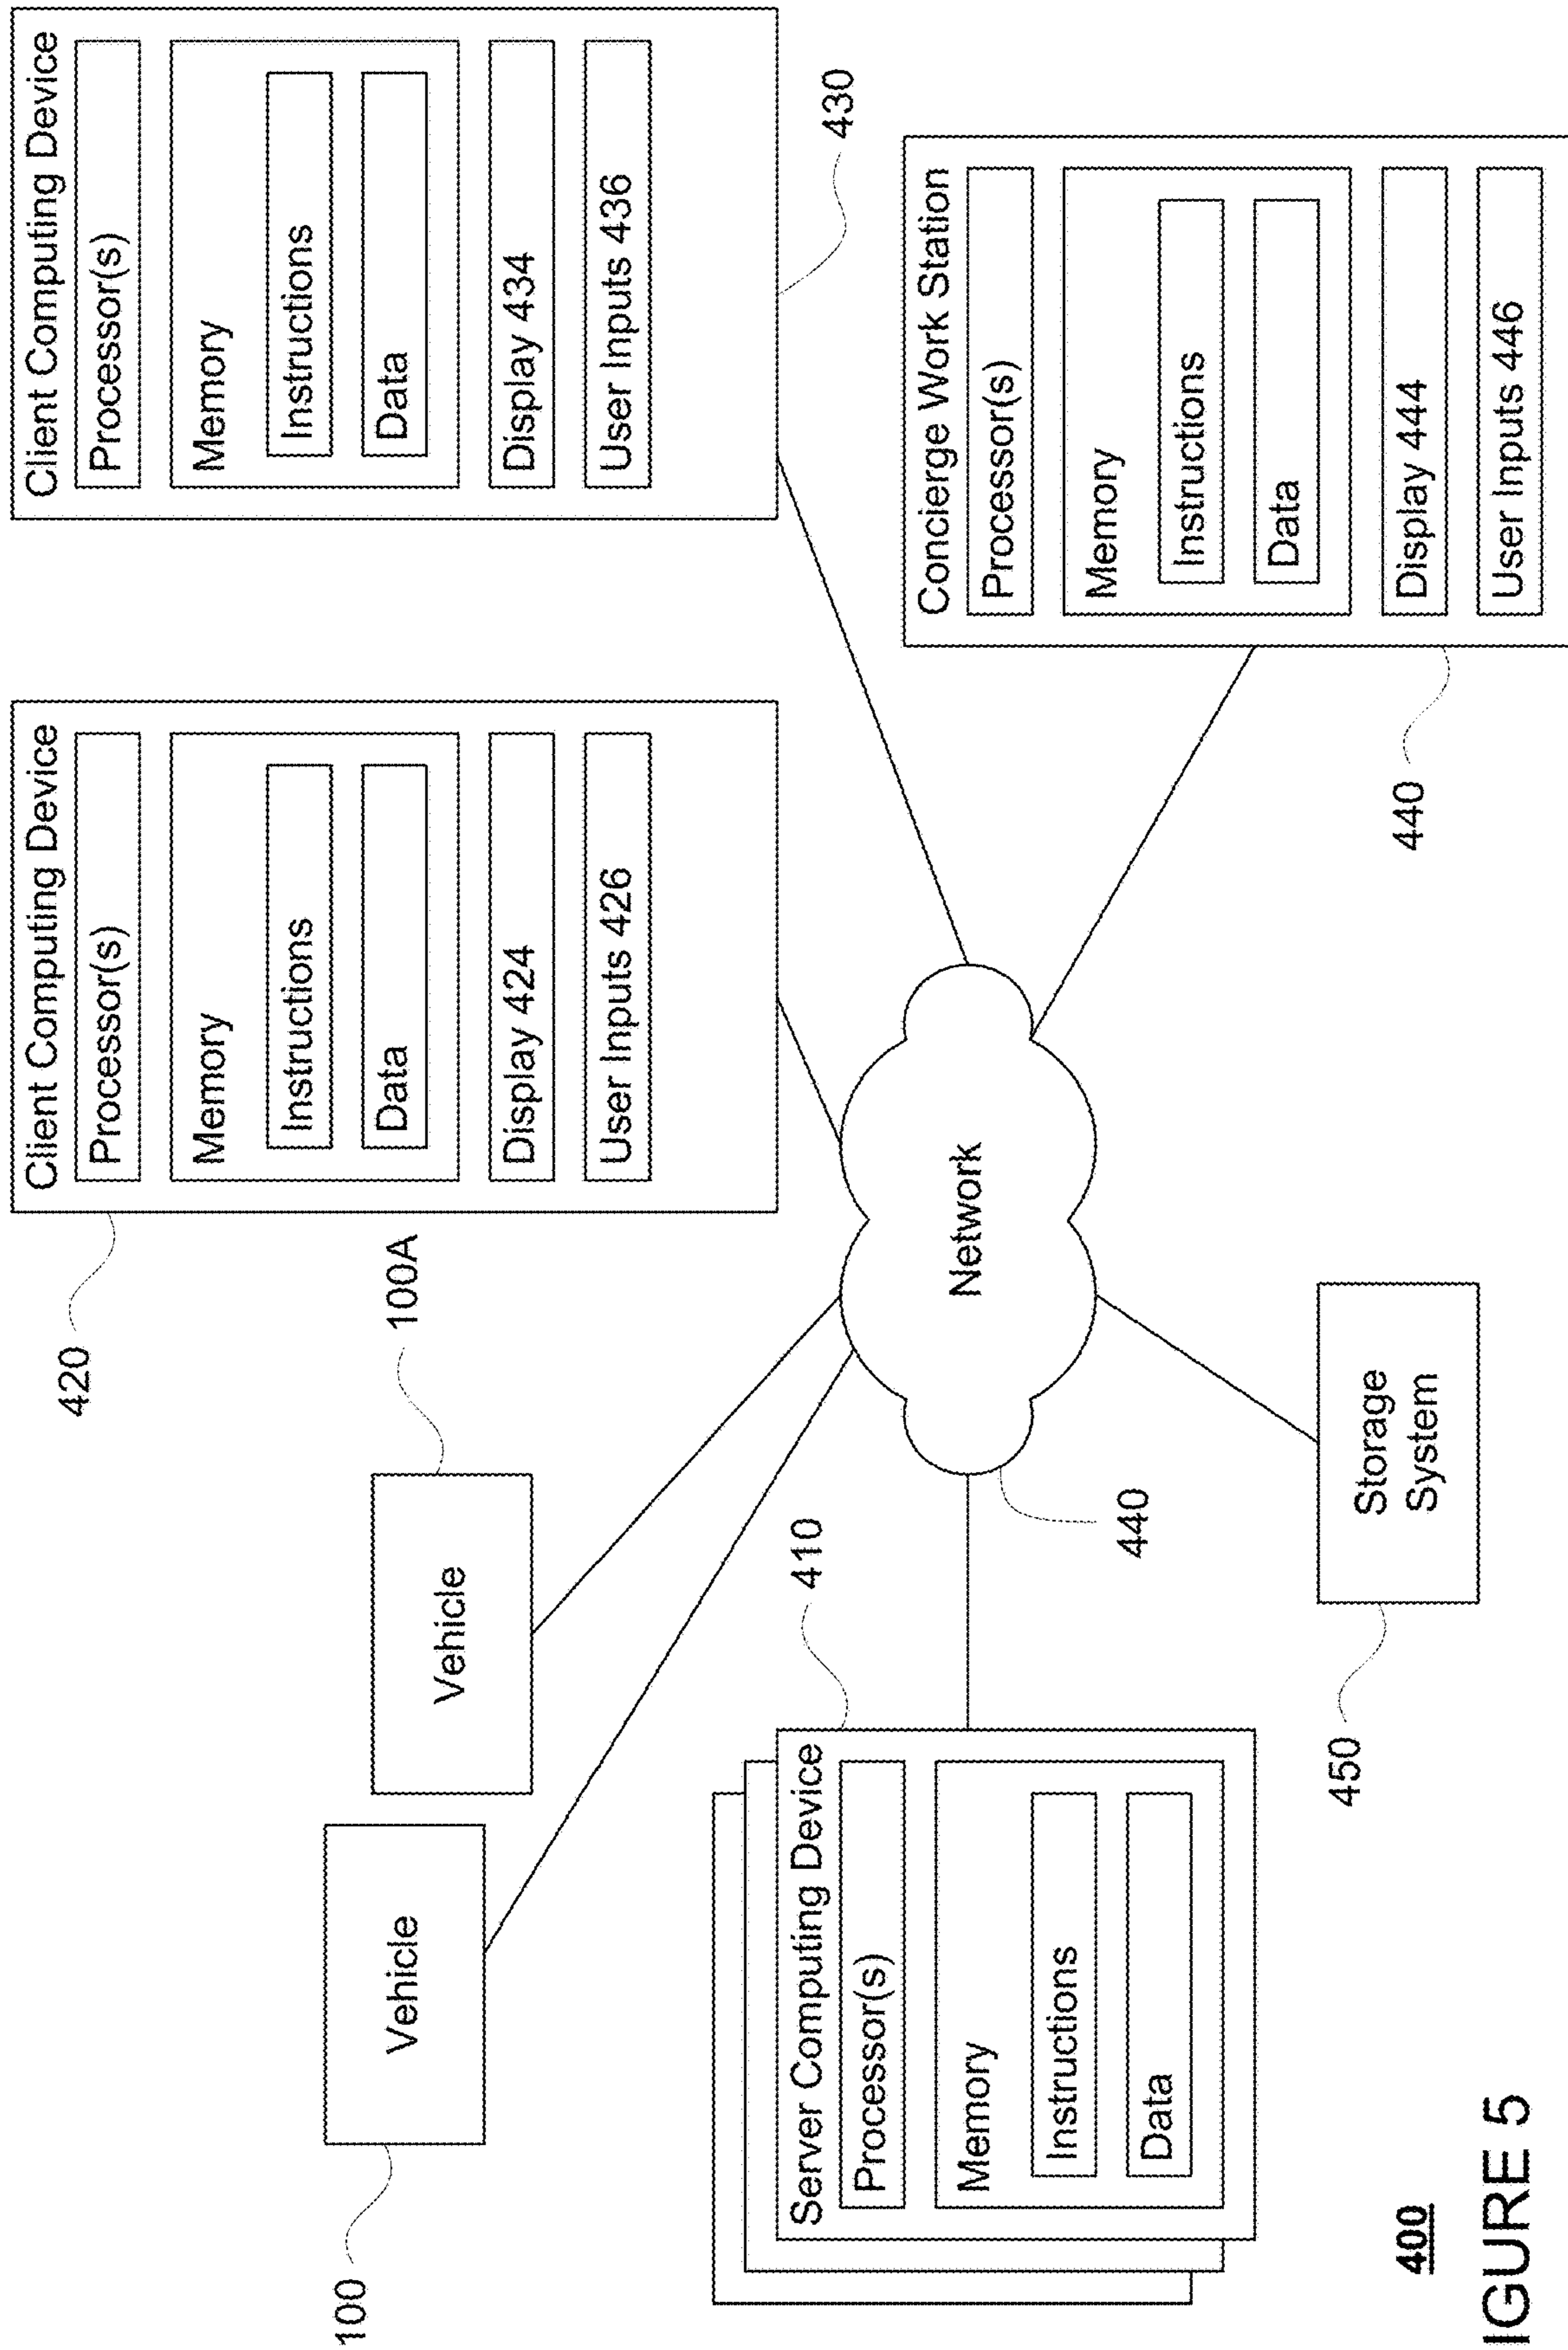 100
Vehicle
Vehicle
100A
420
Client Computing Device
Processor(s)
Memory
Instructions
Data
Display 424
User Inputs 426
Client Computing Device
Processor(s)
Memory
Instructions
Data
Display 434
User Inputs 436
430
Server Computing Device
Processor(s)
Memory
Instructions
Data
410
440
Network
Concierge Work Station
Processor(s)
Memory
Instructions
Data
Display 444
User Inputs 446
440
450
Storage
System
400
IGURE 5